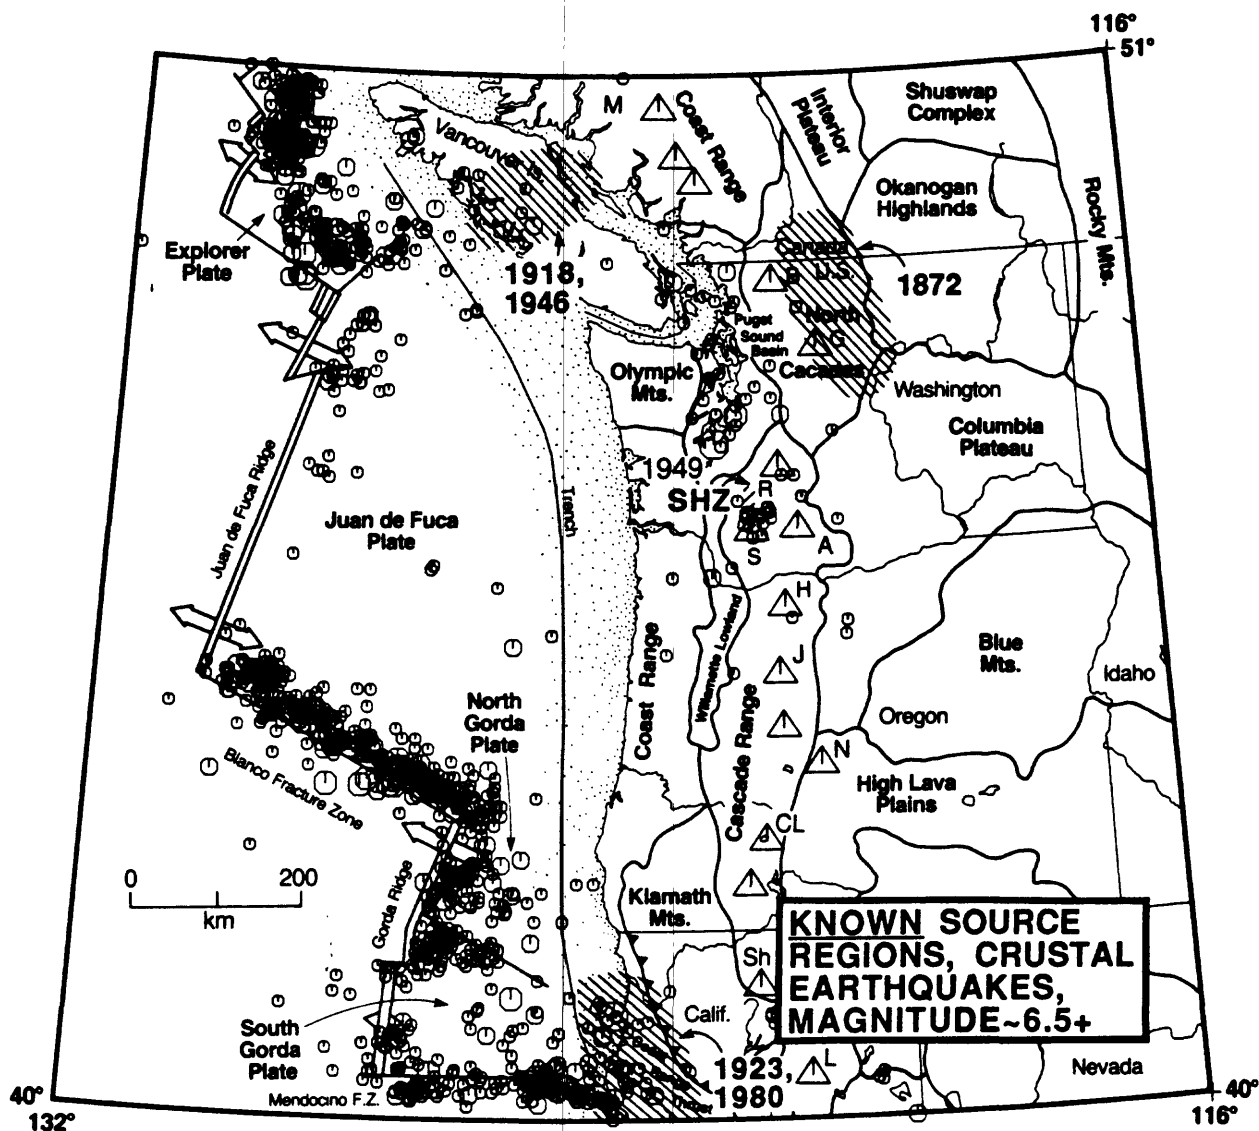 116°
51°
M
Coast Range
Interior
Plateau
Shuswap
Complex
Vancouver Is.
Okanogan
Highlands
Rocky Mts.
Explorer
Plate
Canada
U.S.
1918,
1946
B
1872
North
Puget
Sound
Basin
G
Cascades
Olympic
Mts.
Washington
Columbia
Plateau
Juan de Fuca Ridge
1949
SHZ
R
Trench
Juan de Fuca
Plate
S
A
H
Willamette Lowland
Coast Range
J
Blue
Mts.
Idaho
North
Gorda
Plate
Cascade Range
Oregon
N
Blanco Fracture Zone
High Lava
Plains
CL
0 200
km
Gorda Ridge
Klamath
Mts.
KNOWN SOURCE
REGIONS, CRUSTAL
EARTHQUAKES,
MAGNITUDE~6.5+
Sh
Calif.
South
Gorda
Plate
1923,
1980
L
Nevada
Mendocino F.Z.
40°
132°
40°
116°